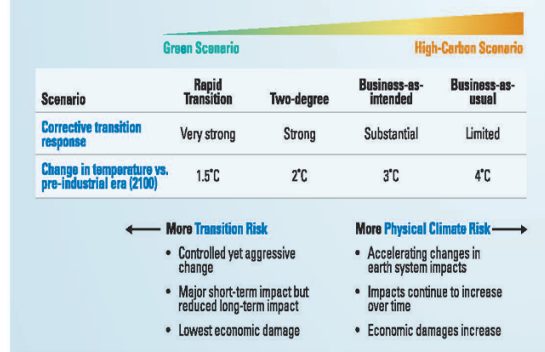 Green Scenario High-Carbon Scenario
Scenario Rapid Transition Two-degree Business-as-intended Business-as-usual
Corrective transition response Very strong Strong Substantial Limited
Change in temperature vs. pre-industrial era (2100) 1.5°C 2°C 3°C 4°C
More Transition Risk
• Controlled yet aggressive
change
• Major short-term impact but
reduced long-term impact
• Lowest economic damage
More Physical Climate Risk
• Accelerating changes in
earth system impacts
• Impacts continue to increase
over time
• Economic damages increase